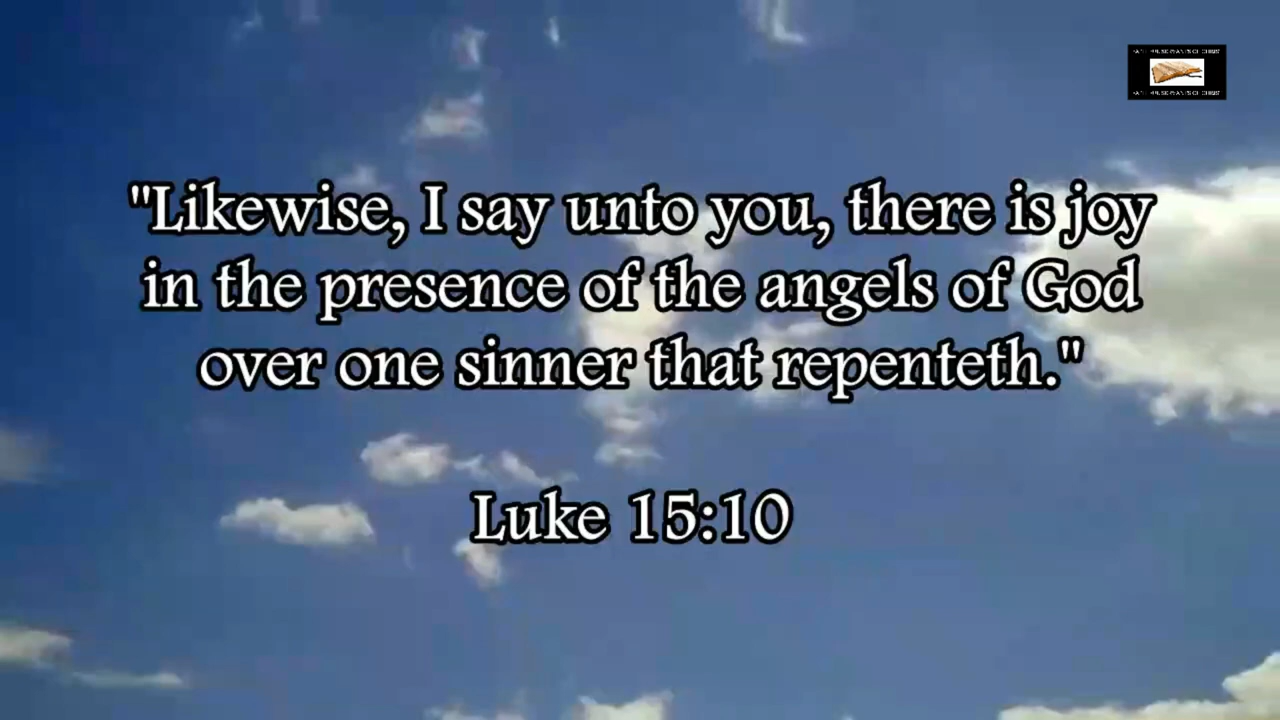 "Likewise, I say unto you, there is joy
in the presence of the angels of God
over one sinner that repenteth."
Luke 15:10